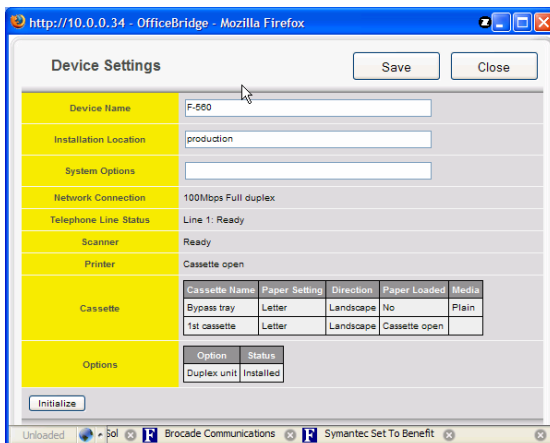 http://10.0.0.34 - OfficeBridge - Mozilla Firefox
Device Settings
Save
Close
Device Name
F-560
Installation Location
production
System Options
Network Connection
100Mbps Full duplex
Telephone Line Status
Line 1: Ready
Scanner
Ready
Printer
Cassette open
Cassette
Cassette Name Paper Setting Direction Paper Loaded Media
Bypass tray Letter Landscape No Plain
1st cassette Letter Landscape Cassette open
Options
Option Status
Duplex unit Installed
Initialize
Unloaded Sol Brocade Communications Symantec Set To Benefit